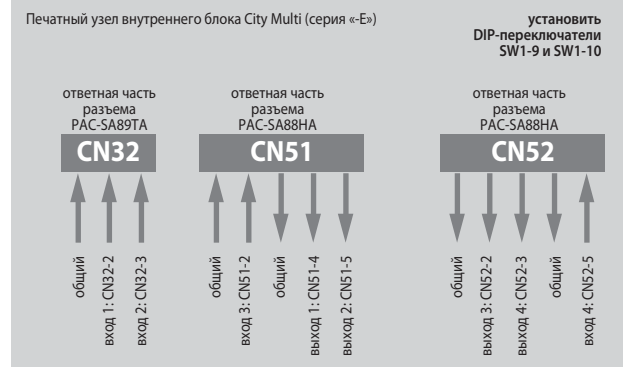 Печатный узел внутреннего блока City Multi (серия «-E»)
установить
DIP-переключатели
SW1-9 и SW1-10
ответная часть
разъема
PAC-SA89TA
CN32
общий
вход 1: CN32-2
вход 2: CN32-3
ответная часть
разъема
PAC-SA88HA
CN51
общий
вход 3: CN51-2
общий
выход 1: CN51-4
выход 2: CN51-5
ответная часть
разъема
PAC-SA88HA
CN52
общий
выход 3: CN52-2
выход 4: CN52-3
общий
вход 4: CN52-5